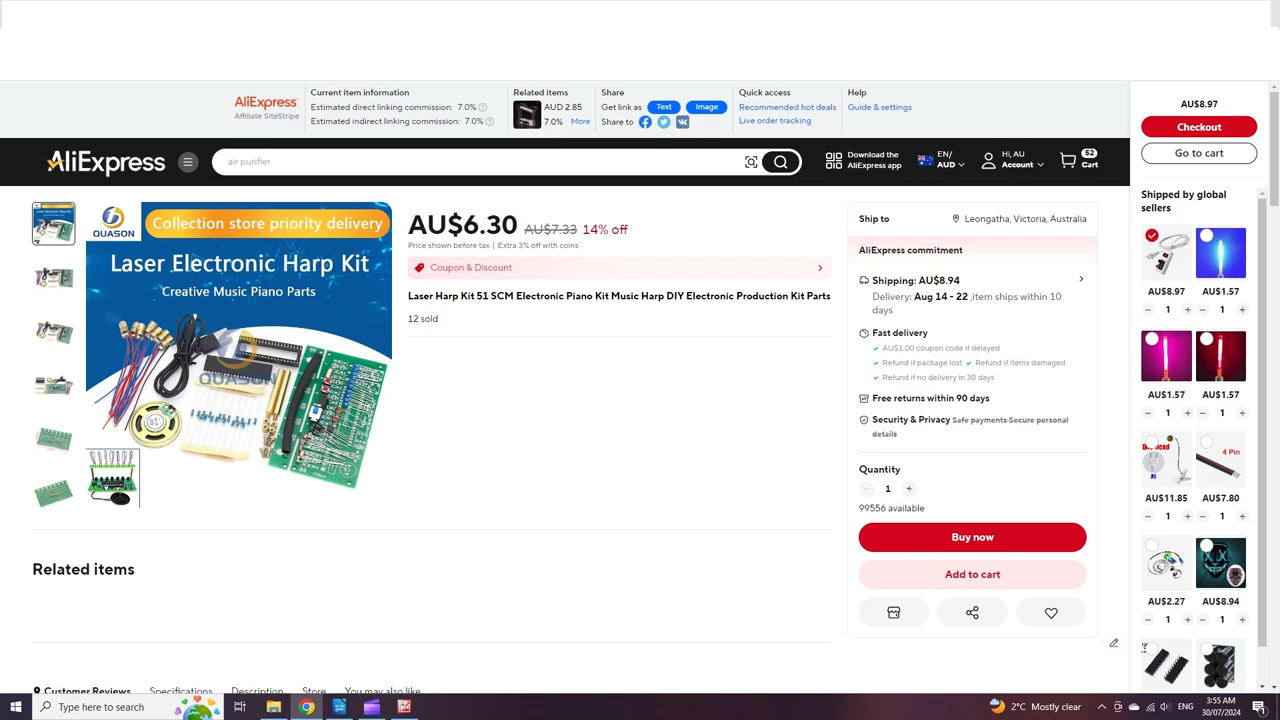 AliExpress
Affiliate SiteStripe
Current item information
Estimated direct linking commission: 7.0%
Estimated indirect linking commission: 7.0%
Related items
AUD 2.85
7.0% More
Share
Get link as Text Image
Share to
Quick access
Recommended hot deals
Live order tracking
Help
Guide & settings
AliExpress
air purifier
Download the
AliExpress app
EN/
AUD
Hi, AU
Account
52
Cart
QUASON
Collection store priority delivery
Laser Electronic Harp Kit
Creative Music Piano Parts
QUASON
AU$6.30 AU$7.33 14% off
Price shown before tax | Extra 3% off with coins
Coupon & Discount
Laser Harp Kit 51 SCM Electronic Piano Kit Music Harp DIY Electronic Production Kit Parts
12 sold
Related items
Customer Reviews Specifications Description Store You may also like
Ship to Leongatha, Victoria, Australia
AliExpress commitment
Shipping: AU$8.94
Delivery: Aug 14 - 22 ,item ships within 10
days
Fast delivery
AU$1.00 coupon code if delayed
Refund if package lost Refund if items damaged
Refund if no delivery in 30 days
Free returns within 90 days
Security & Privacy Safe payments·Secure personal
details
Quantity
1
99556 available
Buy now
Add to cart
AU$8.97
Checkout
Go to cart
Shipped by global
sellers
AU$8.97 AU$1.57
1 1
AU$1.57 AU$1.57
1 1
4 Pin
AU$11.85 AU$7.80
1 1
AU$2.27 AU$8.94
1 1
Type here to search
2°C Mostly clear
3:55 AM
30/07/2024